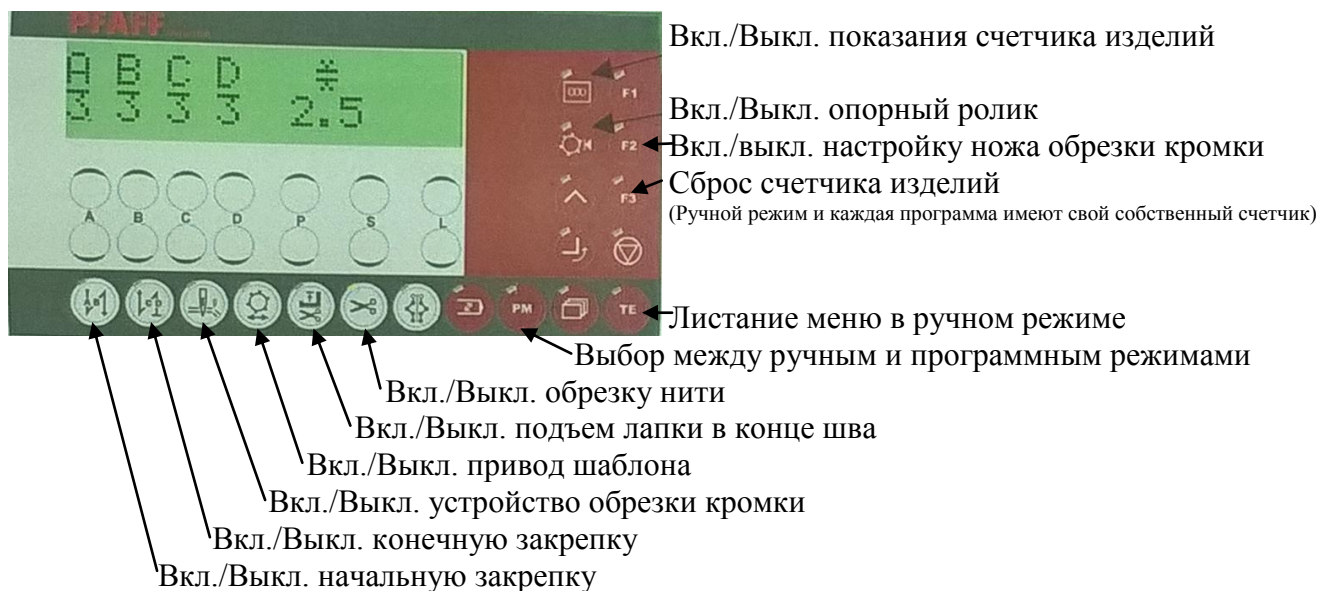 PFAFF
A B C D ※
3 3 3 3 2.5
F1
F2
F3
A B C D P S L
A B C D PM TE
Вкл./Выкл. показания счетчика изделий
Вкл./Выкл. опорный ролик
Вкл./выкл. настройку ножа обрезки кромки
Сброс счетчика изделий
(Ручной режим и каждая программа имеют свой собственный счетчик)
Листание меню в ручном режиме
Выбор между ручным и программным режимами
Вкл./Выкл. обрезку нити
Вкл./Выкл. подъем лапки в конце шва
Вкл./Выкл. привод шаблона
Вкл./Выкл. устройство обрезки кромки
Вкл./Выкл. конечную закрепку
Вкл./Выкл. начальную закрепку